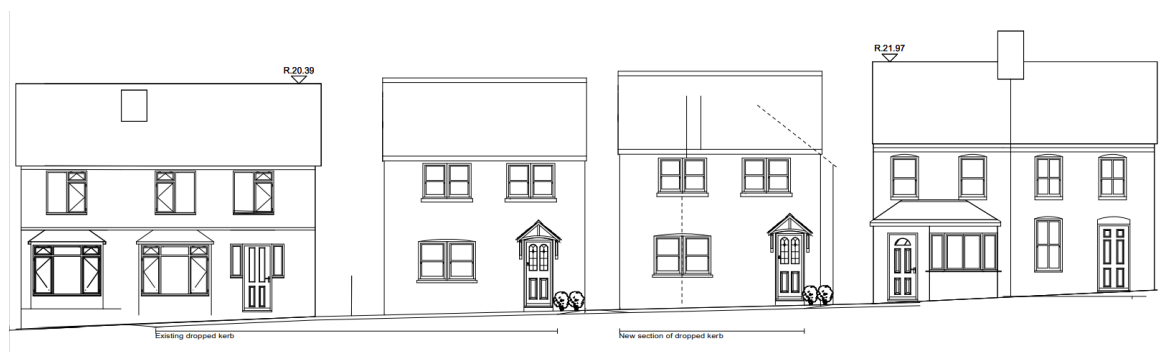 R.21.97
R.20.39
Existing dropped kerb
New section of dropped kerb